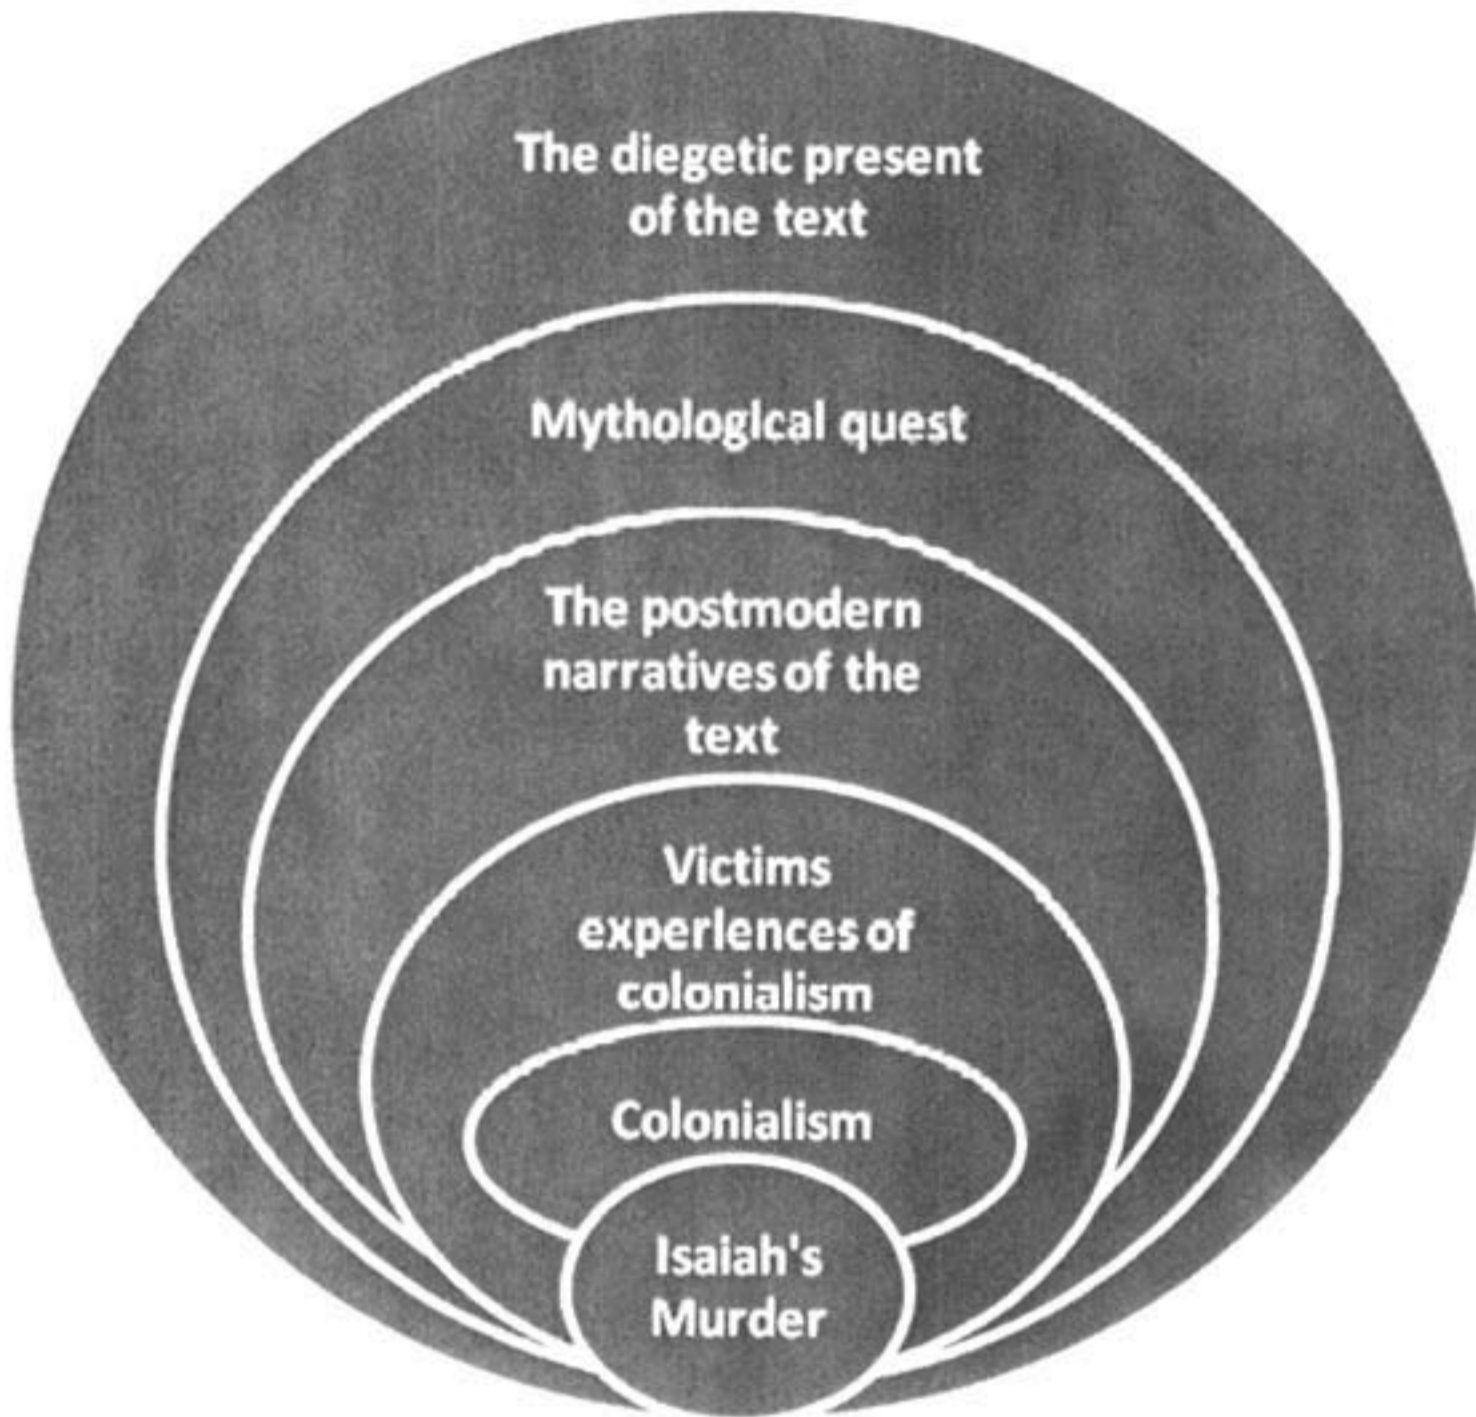 The diegetic present
of the text
Mythological quest
The postmodern
narratives of the
text
Victims
experiences of
colonialism
Colonialism
Isaiah's
Murder